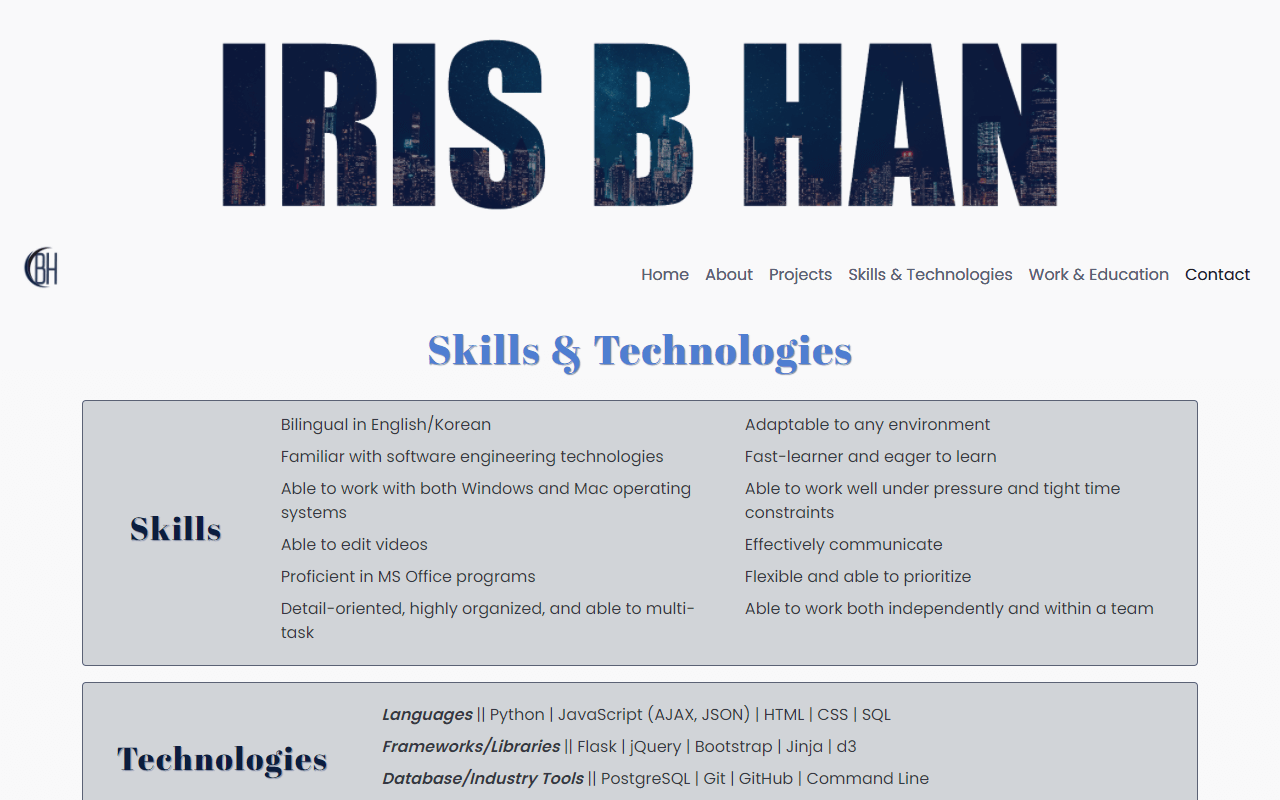 IRIS B HAN
BH
Home About Projects Skills & Technologies Work & Education Contact
Skills & Technologies
Skills
Bilingual in English/Korean
Familiar with software engineering technologies
Able to work with both Windows and Mac operating
systems
Able to edit videos
Proficient in MS Office programs
Detail-oriented, highly organized, and able to multi-
task
Adaptable to any environment
Fast-learner and eager to learn
Able to work well under pressure and tight time
constraints
Effectively communicate
Flexible and able to prioritize
Able to work both independently and within a team
Technologies
Languages || Python | JavaScript (AJAX, JSON) | HTML | CSS | SQL
Frameworks/Libraries || Flask | jQuery | Bootstrap | Jinja | d3
Database/Industry Tools || PostgreSQL | Git | GitHub | Command Line